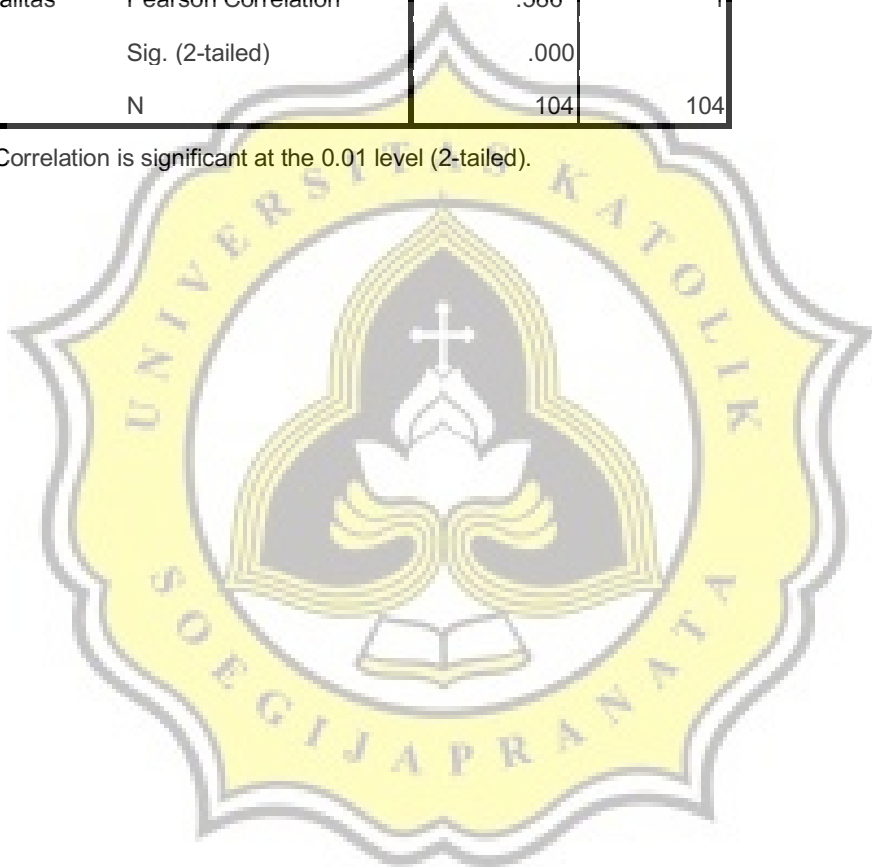 Pearson Correlation
Sig. (2-tailed) .000
N 104 104
Correlation is significant at the 0.01 level (2-tailed).
UNIVERSITAS KATOLIK
SOEGIJAPRANATA